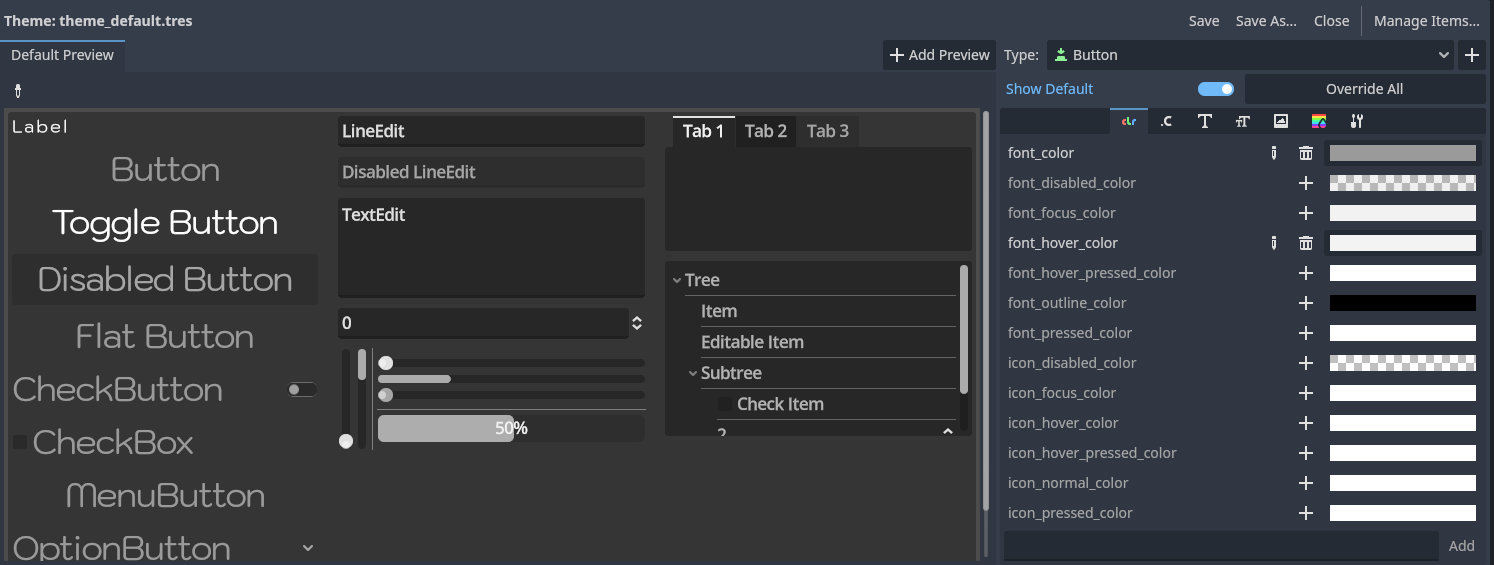 Theme: theme_default.tres
Save Save As... Close Manage Items...
Default Preview
Add Preview
Type: Button
Show Default
Override All
Label
Button
Toggle Button
Disabled Button
Flat Button
CheckButton
CheckBox
MenuButton
OptionButton
LineEdit
Disabled LineEdit
TextEdit
0
50%
Tab 1 Tab 2 Tab 3
Tree
Item
Editable Item
Subtree
Check Item
2
clr .C T TT
font_color
font_disabled_color
font_focus_color
font_hover_color
font_hover_pressed_color
font_outline_color
font_pressed_color
icon_disabled_color
icon_focus_color
icon_hover_color
icon_hover_pressed_color
icon_normal_color
icon_pressed_color
Add